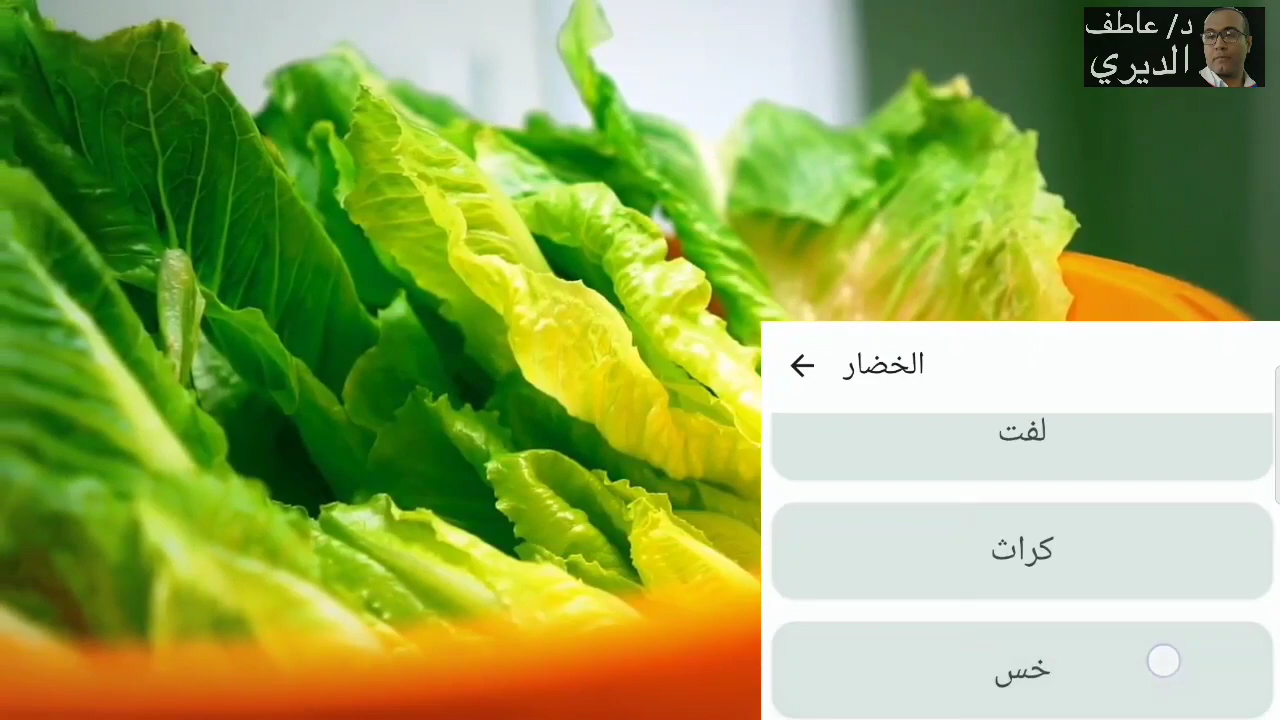 د/ عاطف
الديري
الخضار
لفت
كراث
خس